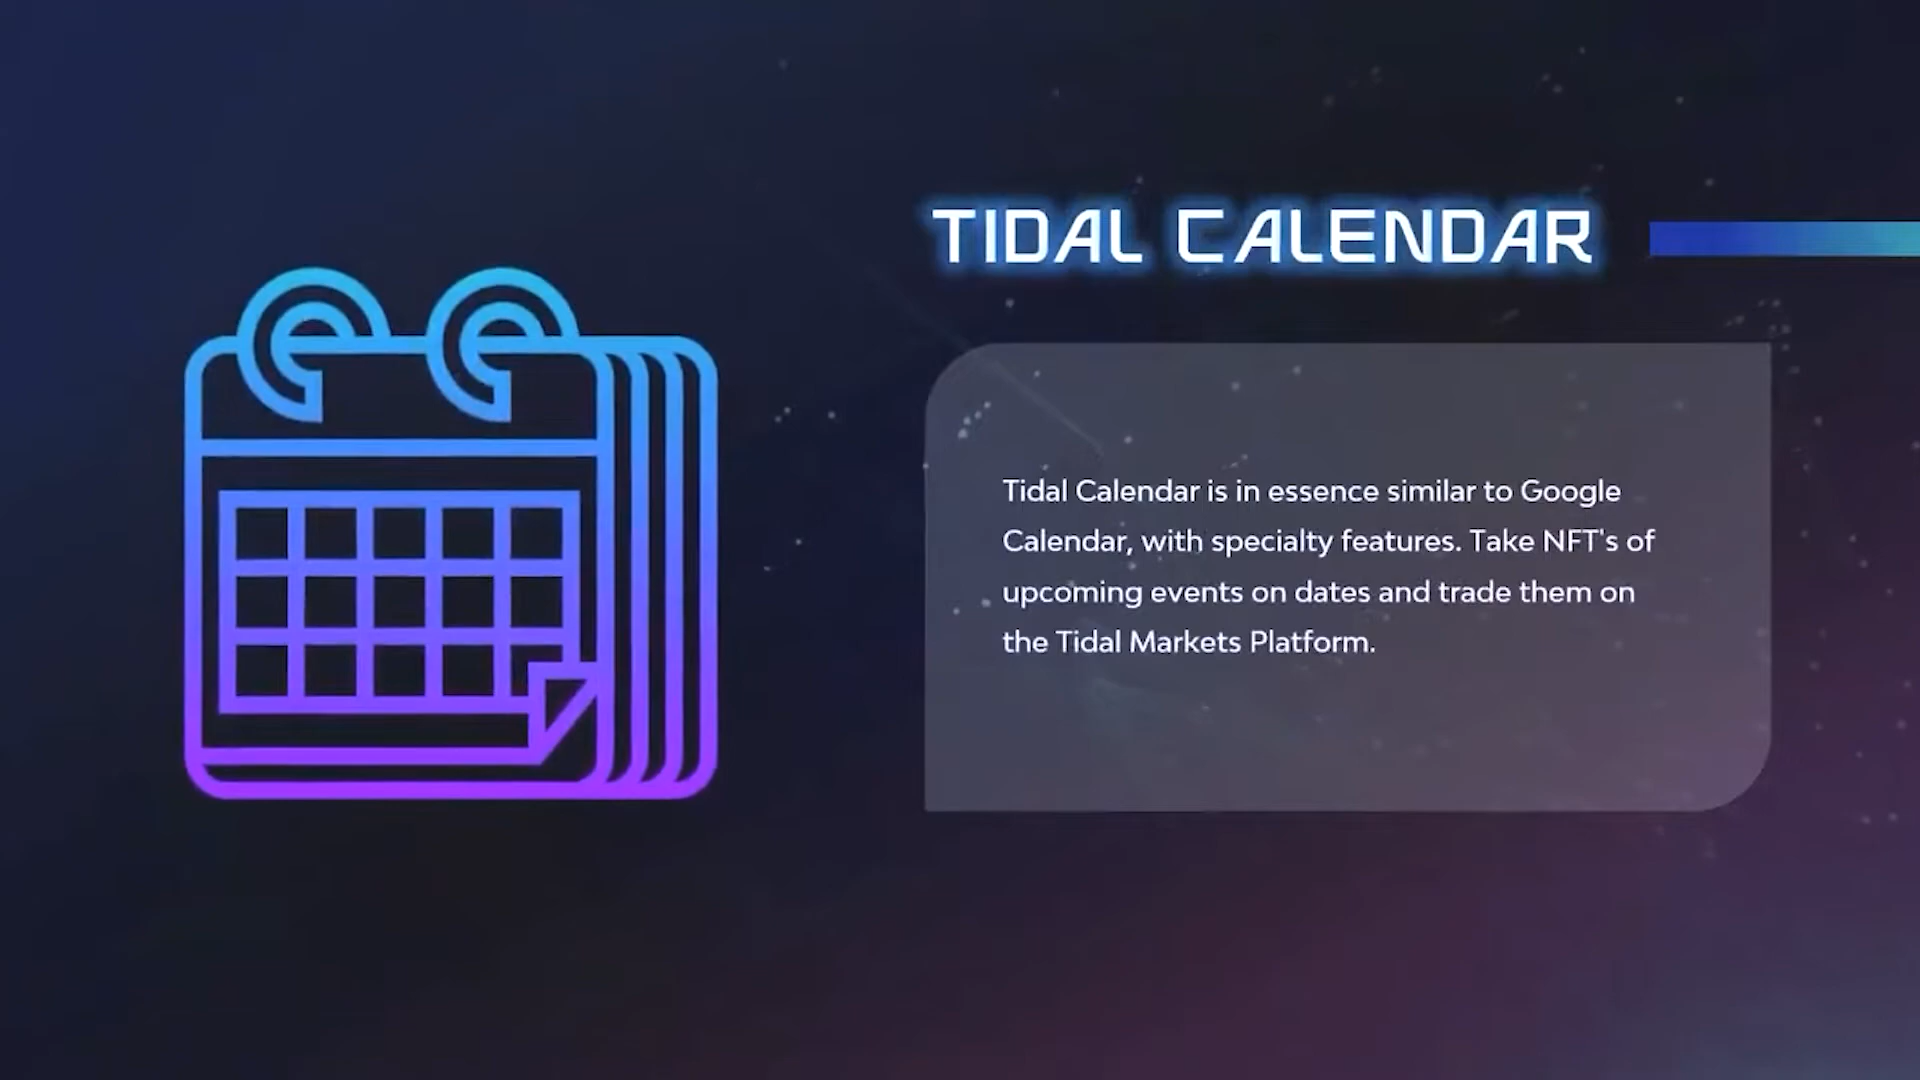 TIDAL CALENDAR
Tidal Calendar is in essence similar to Google
Calendar, with specialty features. Take NFT's of
upcoming events on dates and trade them on
the Tidal Markets Platform.